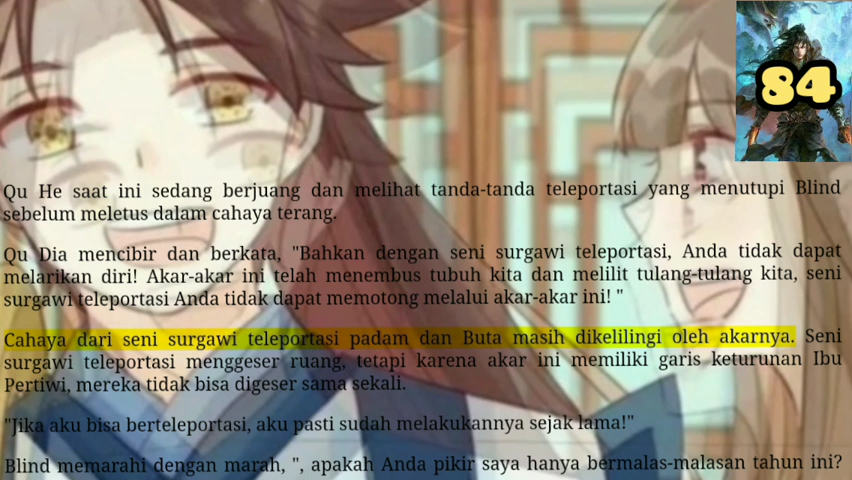 84
Qu He saat ini sedang berjuang dan melihat tanda-tanda teleportasi yang menutupi Blind
sebelum meletus dalam cahaya terang.
Qu Dia mencibir dan berkata, "Bahkan dengan seni surgawi teleportasi, Anda tidak dapat
melarikan diri! Akar-akar ini telah menembus tubuh kita dan melilit tulang-tulang kita, seni
surgawi teleportasi Anda tidak dapat memotong melalui akar-akar ini! "
Cahaya dari seni surgawi teleportasi padam dan Buta masih dikelilingi oleh akarnya. Seni
surgawi teleportasi menggeser ruang, tetapi karena akar ini memiliki garis keturunan Ibu
Pertiwi, mereka tidak bisa digeser sama sekali.
"Jika aku bisa berteleportasi, aku pasti sudah melakukannya sejak lama!"
Blind memarahi dengan marah, ", apakah Anda pikir saya hanya bermalas-malasan tahun ini?